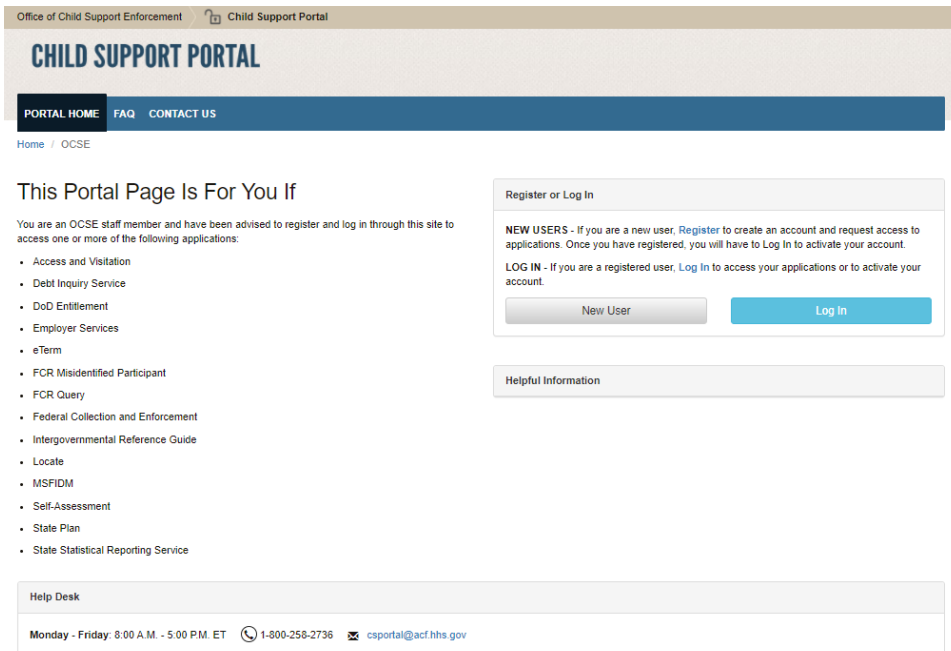 Office of Child Support Enforcement
Child Support Portal
CHILD SUPPORT PORTAL
PORTAL HOME FAQ CONTACT US
Home / OCSE
This Portal Page Is For You If
You are an OCSE staff member and have been advised to register and log in through this site to
access one or more of the following applications:
• Access and Visitation
• Debt Inquiry Service
• DoD Entitlement
• Employer Services
• eTerm
• FCR Misidentified Participant
• FCR Query
• Federal Collection and Enforcement
• Intergovernmental Reference Guide
• Locate
• MSFIDM
• Self-Assessment
• State Plan
• State Statistical Reporting Service
Register or Log In
NEW USERS - If you are a new user, Register to create an account and request access to
applications. Once you have registered, you will have to Log In to activate your account.
LOG IN - If you are a registered user, Log In to access your applications or to activate your
account.
New User
Log In
Helpful Information
Help Desk
Monday - Friday: 8:00 A.M. - 5:00 P.M. ET 1-800-258-2736 csportal@acf.hhs.gov